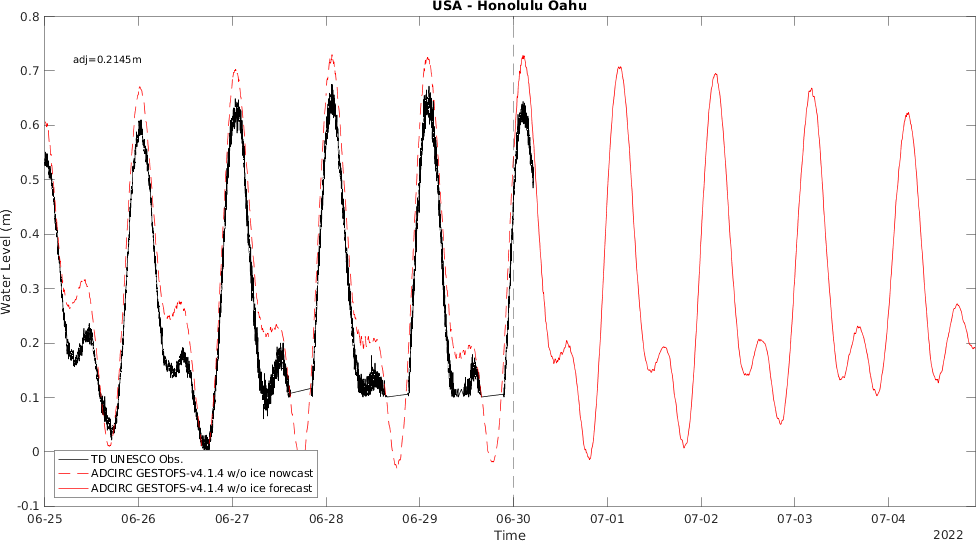 USA - Honolulu Oahu
adj=0.2145m
Water Level (m)
0.8
0.7
0.6
0.5
0.4
0.3
0.2
0.1
0
-0.1
TD UNESCO Obs.
ADCIRC GESTOFS-v4.1.4 w/o ice nowcast
ADCIRC GESTOFS-v4.1.4 w/o ice forecast
06-25 06-26 06-27 06-28 06-29 06-30 07-01 07-02 07-03 07-04
Time
2022